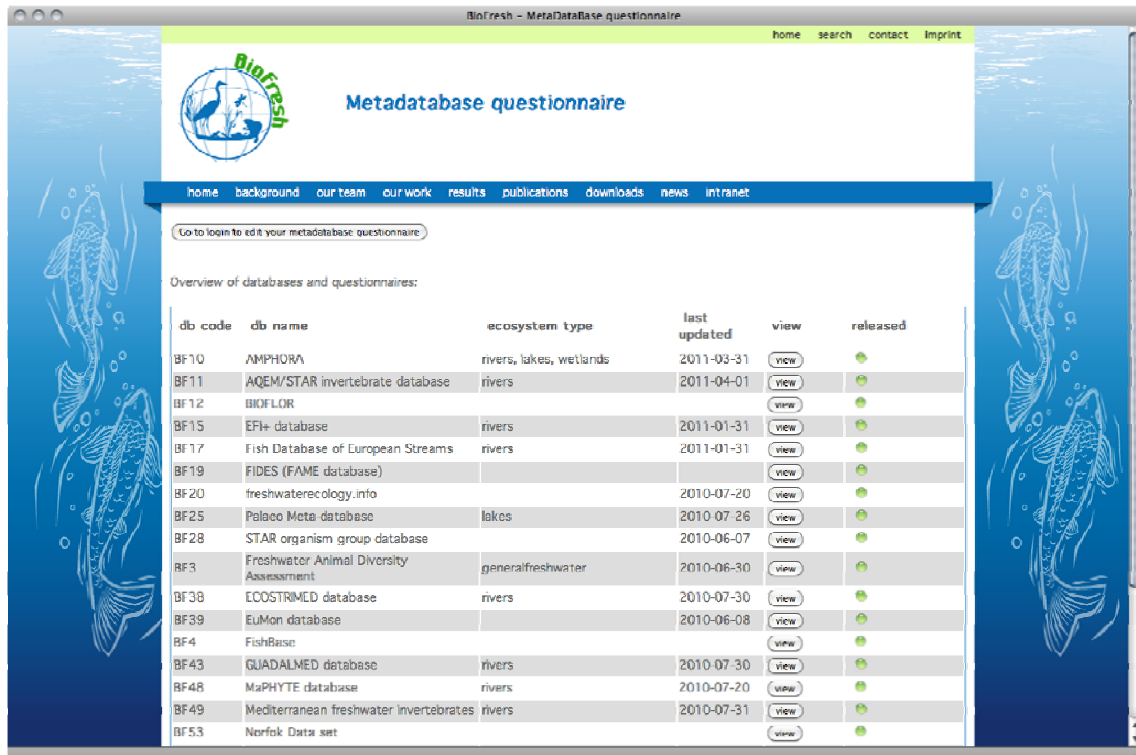 BioFresh - MetaDataBase questionnaire
home search contact imprint
BioFresh
Metadatabase questionnaire
home background our team our work results publications downloads news intranet
Go to login to edit your metadatabase questionnaire
Overview of databases and questionnaires:
db code db name ecosystem type last updated view released
BF10 AMPHORA rivers, lakes, wetlands 2011-03-31 view
BF11 AQEM/STAR invertebrate database rivers 2011-04-01 view
BF12 BIOFLOR view
BF15 EFI+ database rivers 2011-01-31 view
BF17 Fish Database of European Streams rivers 2011-01-31 view
BF19 FIDES (FAME database) view
BF20 freshwaterecology.info 2010-07-20 view
BF25 Palaeo Meta-database lakes 2010-07-26 view
BF28 STAR organism group database 2010-06-07 view
BF3 Freshwater Animal Diversity Assessment generalfreshwater 2010-06-30 view
BF38 ECOSTRIMED database rivers 2010-07-30 view
BF39 EuMon database 2010-06-08 view
BF4 FishBase view
BF43 GUADALMED database rivers 2010-07-30 view
BF48 MaPHYTE database rivers 2010-07-20 view
BF49 Mediterranean freshwater invertebrates rivers 2010-07-31 view
BF53 Norfok Data set view